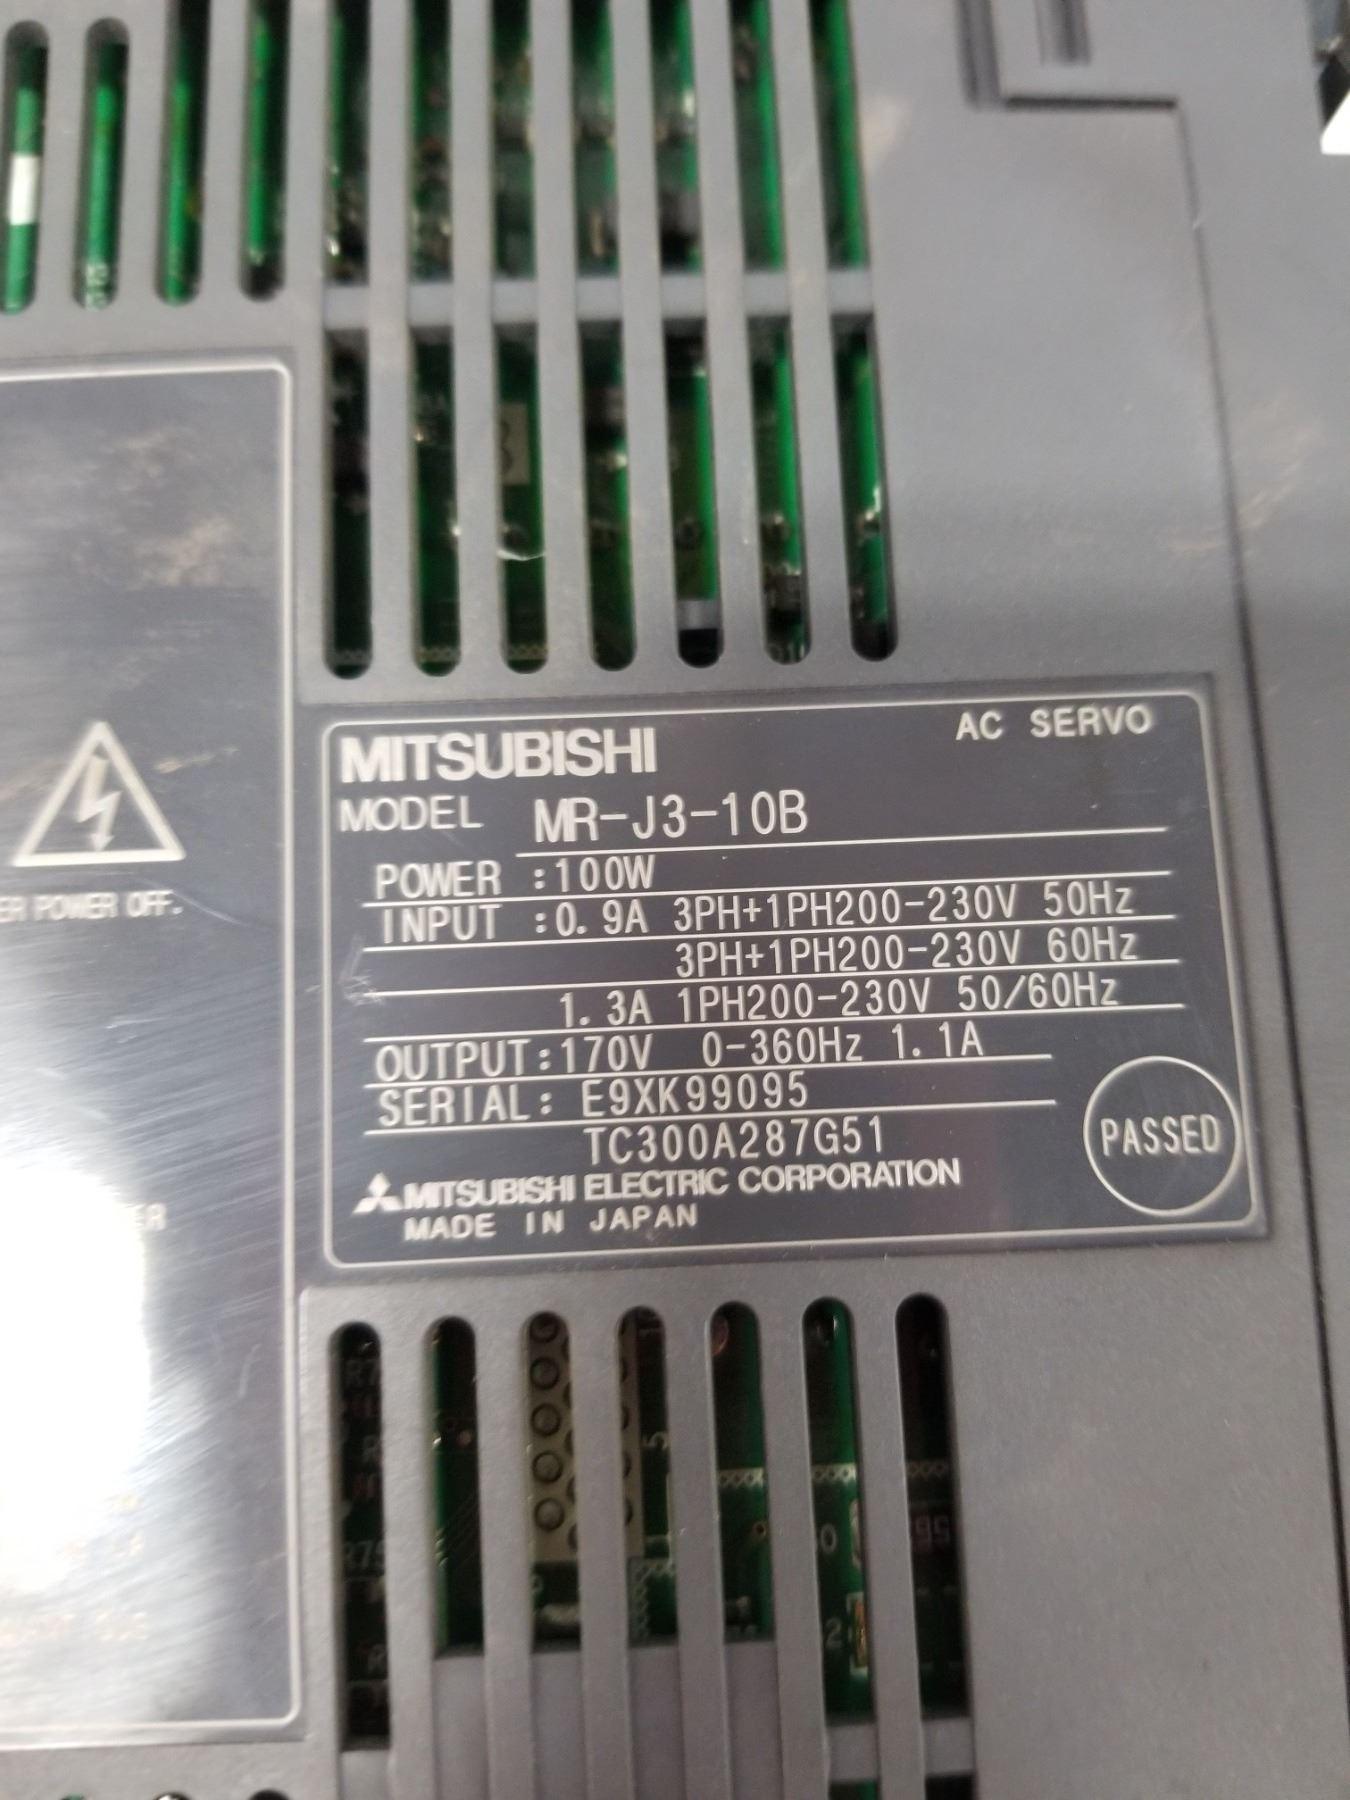 MITSUBISHI AC SERVO
MODEL MR-J3-10B
POWER :100W
INPUT :0.9A 3PH+1PH200-230V 50Hz
3PH+1PH200-230V 60Hz
1.3A 1PH200-230V 50/60Hz
OUTPUT:170V 0-360Hz 1.1A
SERIAL: E9XK99095
TC300A287G51
PASSED
MITSUBISHI ELECTRIC CORPORATION
MADE IN JAPAN
POWER OFF.